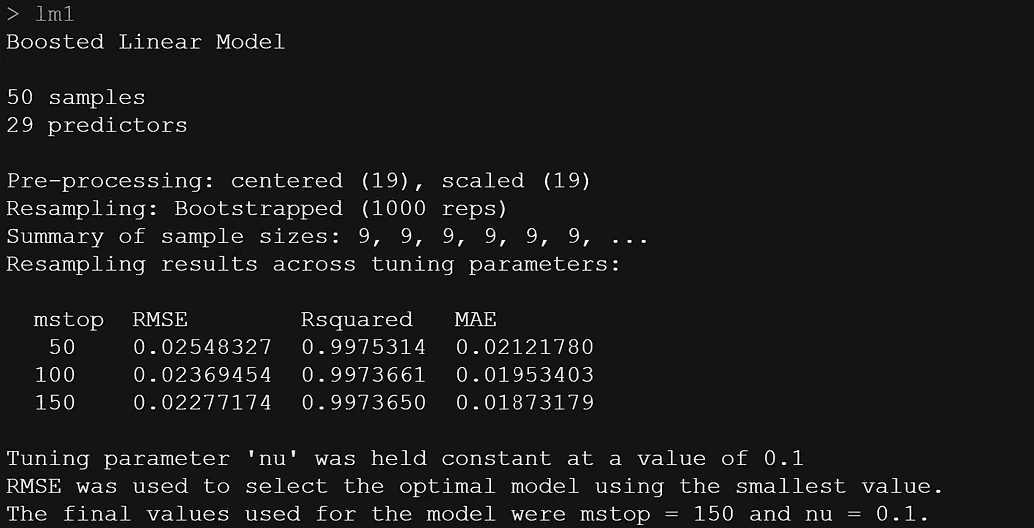 > lm1
Boosted Linear Model
50 samples
29 predictors
Pre-processing: centered (19), scaled (19)
Resampling: Bootstrapped (1000 reps)
Summary of sample sizes: 9, 9, 9, 9, 9, 9, ...
Resampling results across tuning parameters:
mstop RMSE Rsquared MAE
50 0.02548327 0.9975314 0.02121780
100 0.02369454 0.9973661 0.01953403
150 0.02277174 0.9973650 0.01873179
Tuning parameter 'nu' was held constant at a value of 0.1
RMSE was used to select the optimal model using the smallest value.
The final values used for the model were mstop = 150 and nu = 0.1.